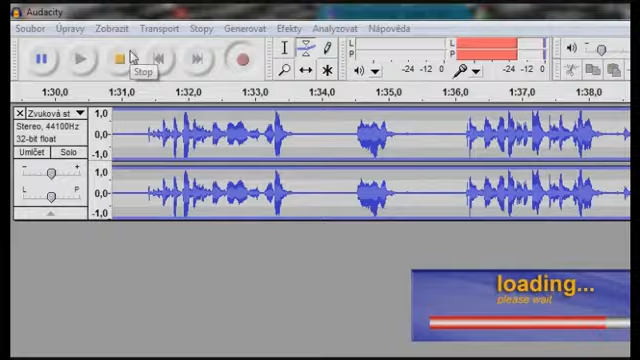 Audacity
Soubor Úpravy Zobrazit Transport Stopy Generovat Efekty Analyzovat Nápověda
L
P
-24 -12 0
L
P
-24 -12 0
Stop
1:30,0 1:31,0 1:32,0 1:33,0 1:34,0 1:35,0 1:36,0 1:37,0 1:38,0
Zvuková st
Stereo, 44100Hz
32-bit float
Umlčet Solo
- +
L P
1,0
0,0
-1,0
1,0
0,0
-1,0
loading...
please wait